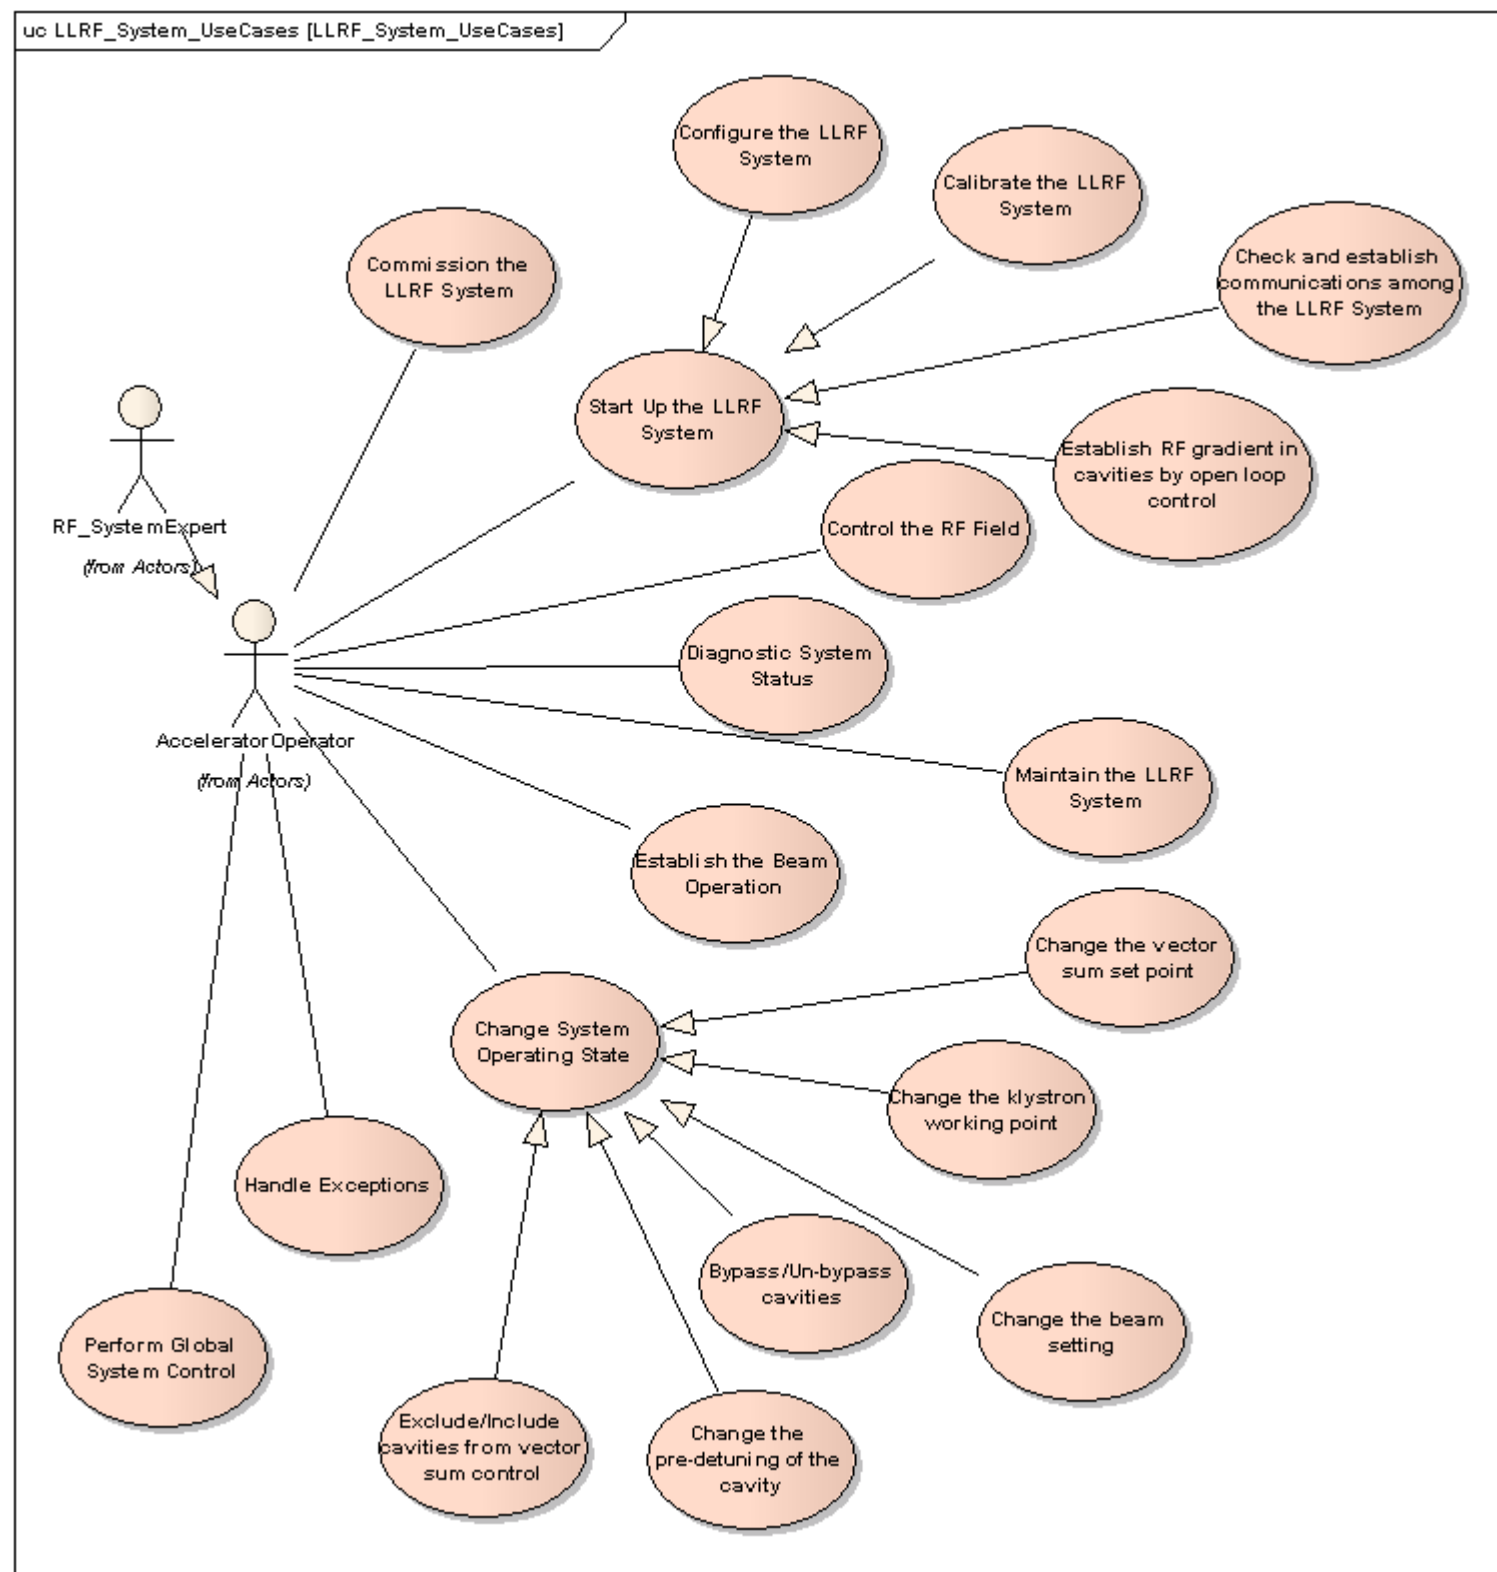 uc LLRF_System_UseCases [LLRF_System_UseCases]
Configure the LLRF
System
Calibrate the LLRF
System
Check and establish
communications among
the LLRF System
Commission the
LLRF System
Start Up the LLRF
System
Establish RF gradient in
cavities by open loop
control
RF_SystemExpert
(from Actors)
Control the RF Field
Diagnostic System
Status
AcceleratorOperator
(from Actors)
Maintain the LLRF
System
Establish the Beam
Operation
Change the vector
sum set point
Change System
Operating State
Change the klystron
working point
Handle Exceptions
Bypass/Un-bypass
cavities
Change the beam
setting
Perform Global
System Control
Exclude/Include
cavities from vector
sum control
Change the
pre-detuning of the
cavity